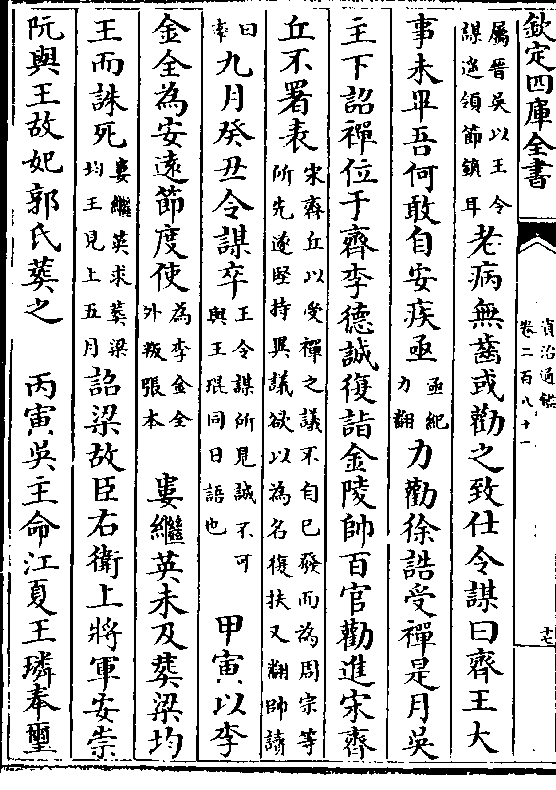 欽定四庫全書
資治通鑑
卷二百八十一
屬晉吳以王令謀遙領節鎮耳老病無齒或勸之致仕令謀曰齊王大
事未畢吾何敢自安疾亟亟紀力翻力勸徐誥受禪是月吳
主下詔禪位于齊李德誠復詣金陵帥百官勸進宋齊
丘不署表宋齊丘以受禪之議不自已發而為周宗等所先遂堅持異議欲以為名復扶又翻帥讀
曰率九月癸丑令謀卒王令謀所見誠不可與王琨同日語也 甲寅以李
金全為安遠節度使為李金全外叛張本 婁繼英未及葬梁均
王而誅死婁繼英求葬梁均王見上五月詔梁故臣右衛上將軍安崇
阮與王故妃郭氏葬之 丙寅吳主命江夏王璘奉璽